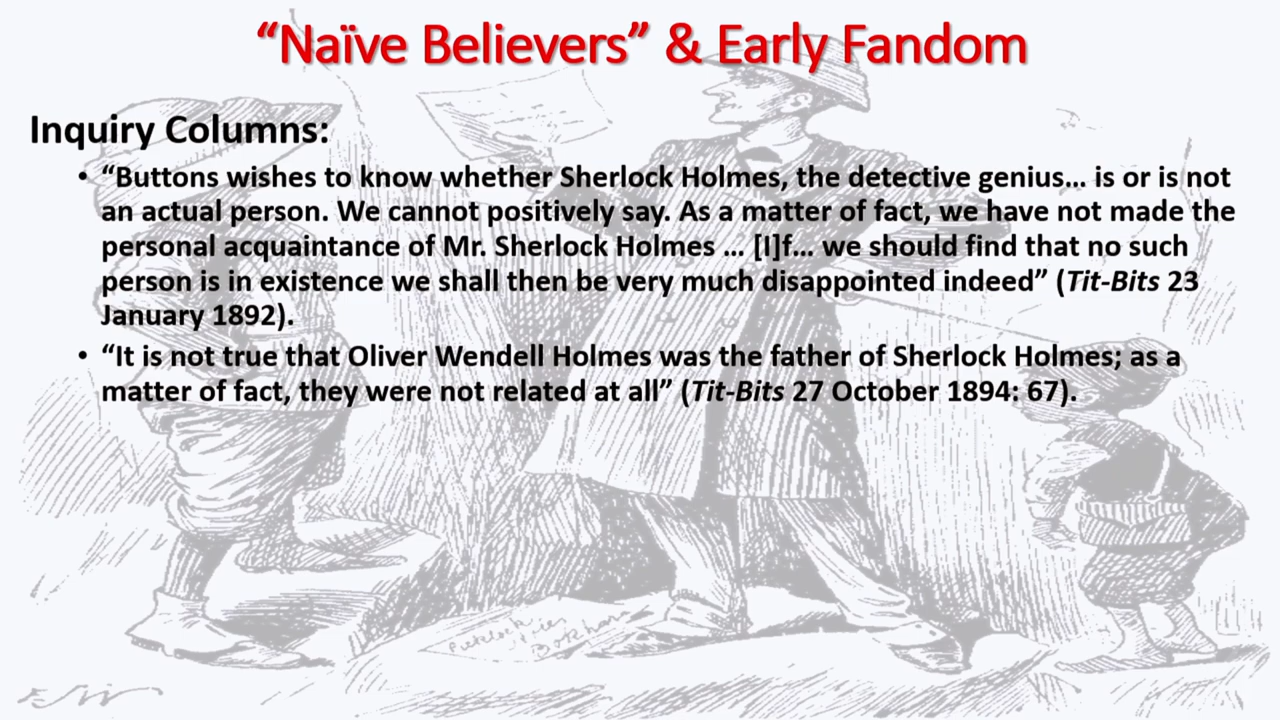 “Naïve Believers” & Early Fandom
Inquiry Columns:
• “Buttons wishes to know whether Sherlock Holmes, the detective genius... is or is not
an actual person. We cannot positively say. As a matter of fact, we have not made the
personal acquaintance of Mr. Sherlock Holmes ... [I]f... we should find that no such
person is in existence we shall then be very much disappointed indeed” (Tit-Bits 23
January 1892).
• “It is not true that Oliver Wendell Holmes was the father of Sherlock Holmes; as a
matter of fact, they were not related at all” (Tit-Bits 27 October 1894: 67).